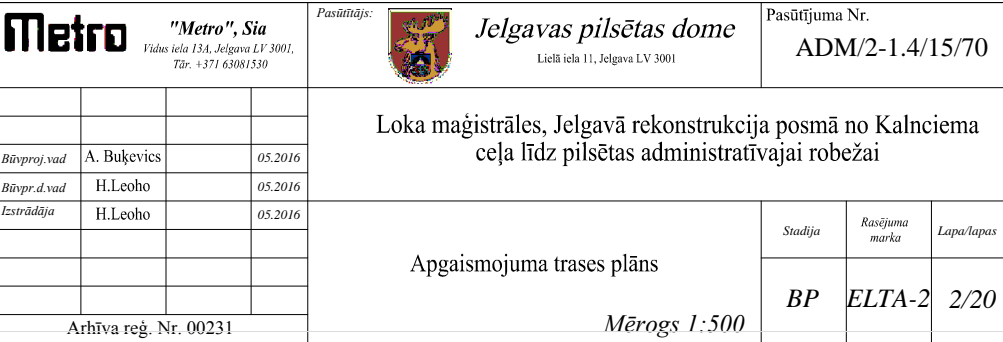 Metro
"Metro", Sia
Vidus iela 13A, Jelgava LV 3001,
Tār. +371 63081530
Pasūtītājs:
Jelgavas pilsētas dome
Lielā iela 11, Jelgava LV 3001
Pasūtījuma Nr.
ADM/2-1.4/15/70
Loka maģistrāles, Jelgavā rekonstrukcija posmā no Kalnciema
ceļa līdz pilsētas administratīvajai robežai
Būvproj.vad A. Buķevics 05.2016
Būvpr.d.vad H.Leoho 05.2016
Izstrādāja H.Leoho 05.2016
Apgaismojuma trases plāns
Mērogs 1:500
Stadija Rasējuma marka Lapa/lapas
BP ELTA-2 2/20
Arhīva reģ. Nr. 00231